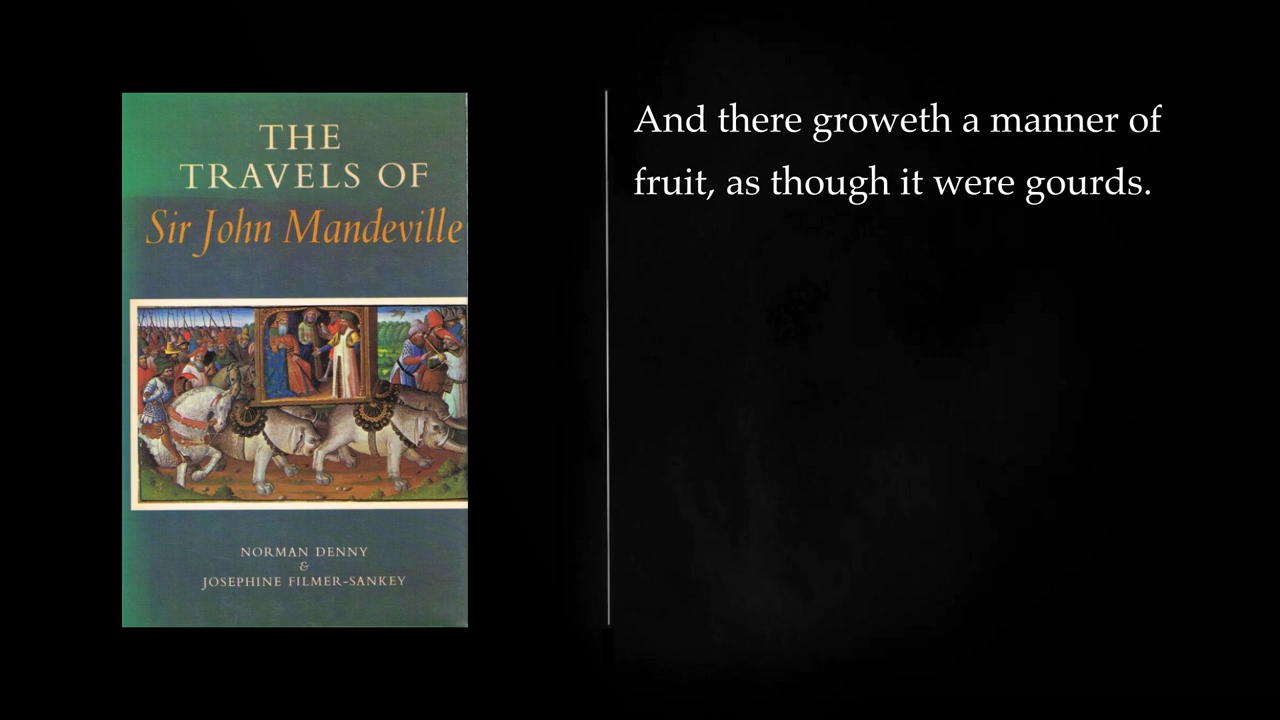 THE
TRAVELS OF
Sir John Mandeville
NORMAN DENNY
&
JOSEPHINE FILMER-SANKEY
And there groweth a manner of
fruit, as though it were gourds.